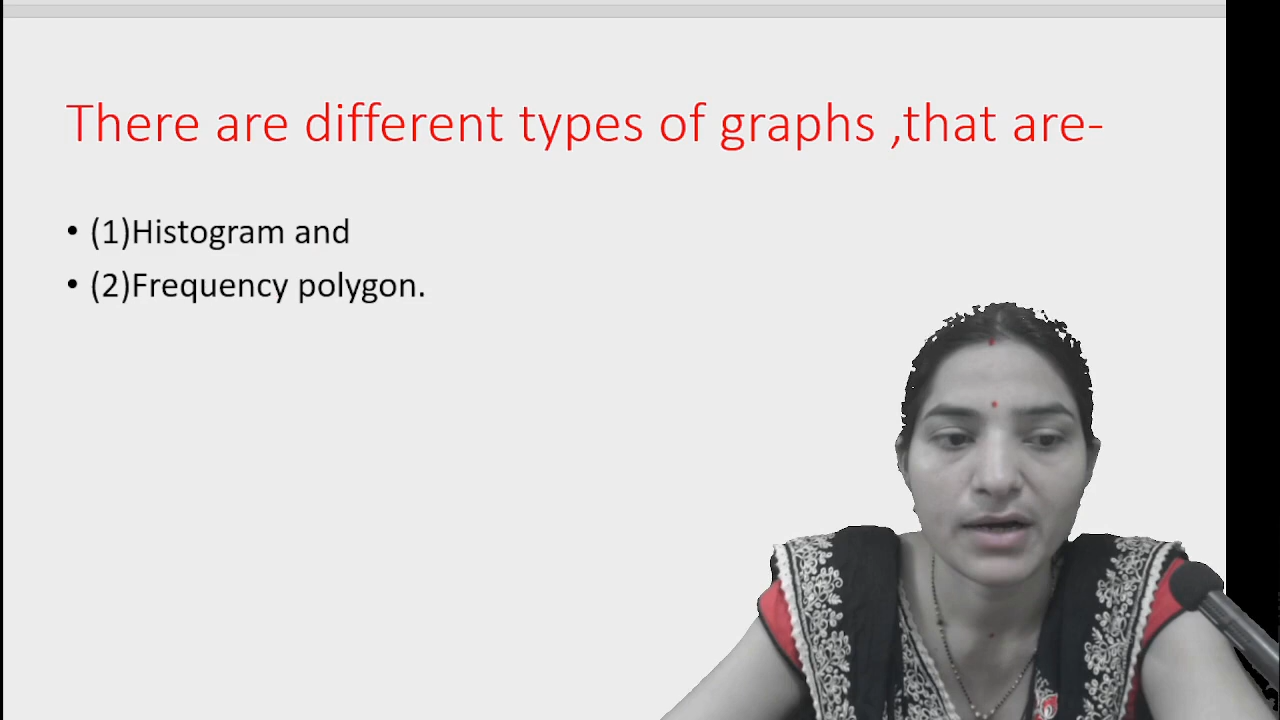 There are different types of graphs ,that are-
• (1)Histogram and
• (2)Frequency polygon.